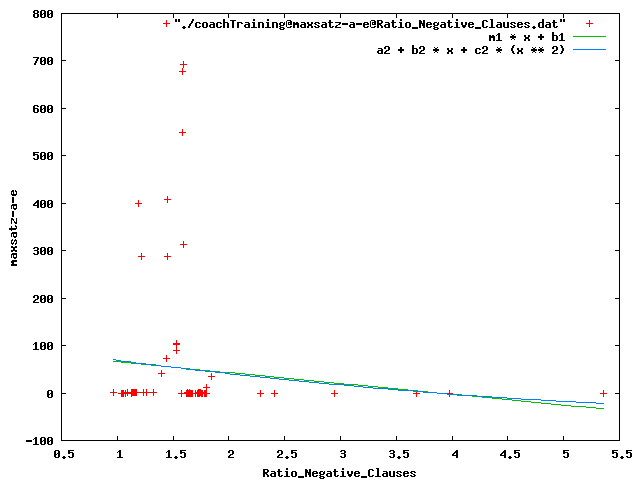 800
"./coachTraining@maxsatz-a-e@Ratio_Negative_Clauses.dat"
m1 * x + b1
a2 + b2 * x + c2 * (x ** 2)
700
600
500
400
300
200
100
0
-100
maxsatz-a-e
0.5 1 1.5 2 2.5 3 3.5 4 4.5 5 5.5
Ratio_Negative_Clauses